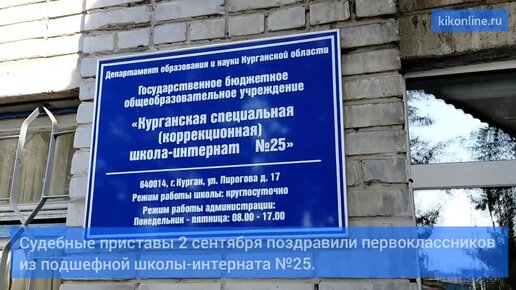 kikonline.ru
Департамент образования и науки Курганской области
Государственное бюджетное
общеобразовательное учреждение
«Курганская специальная
(коррекционная)
школа-интернат №25»
640014, г. Курган, ул. Пирогова д. 17
Режим работы школы: круглосуточно
Режим работы администрации:
Понедельник - пятница: 08.00 - 17.00
Судебные приставы 2 сентября поздравили первоклассников
из подшефной школы-интерната №25.